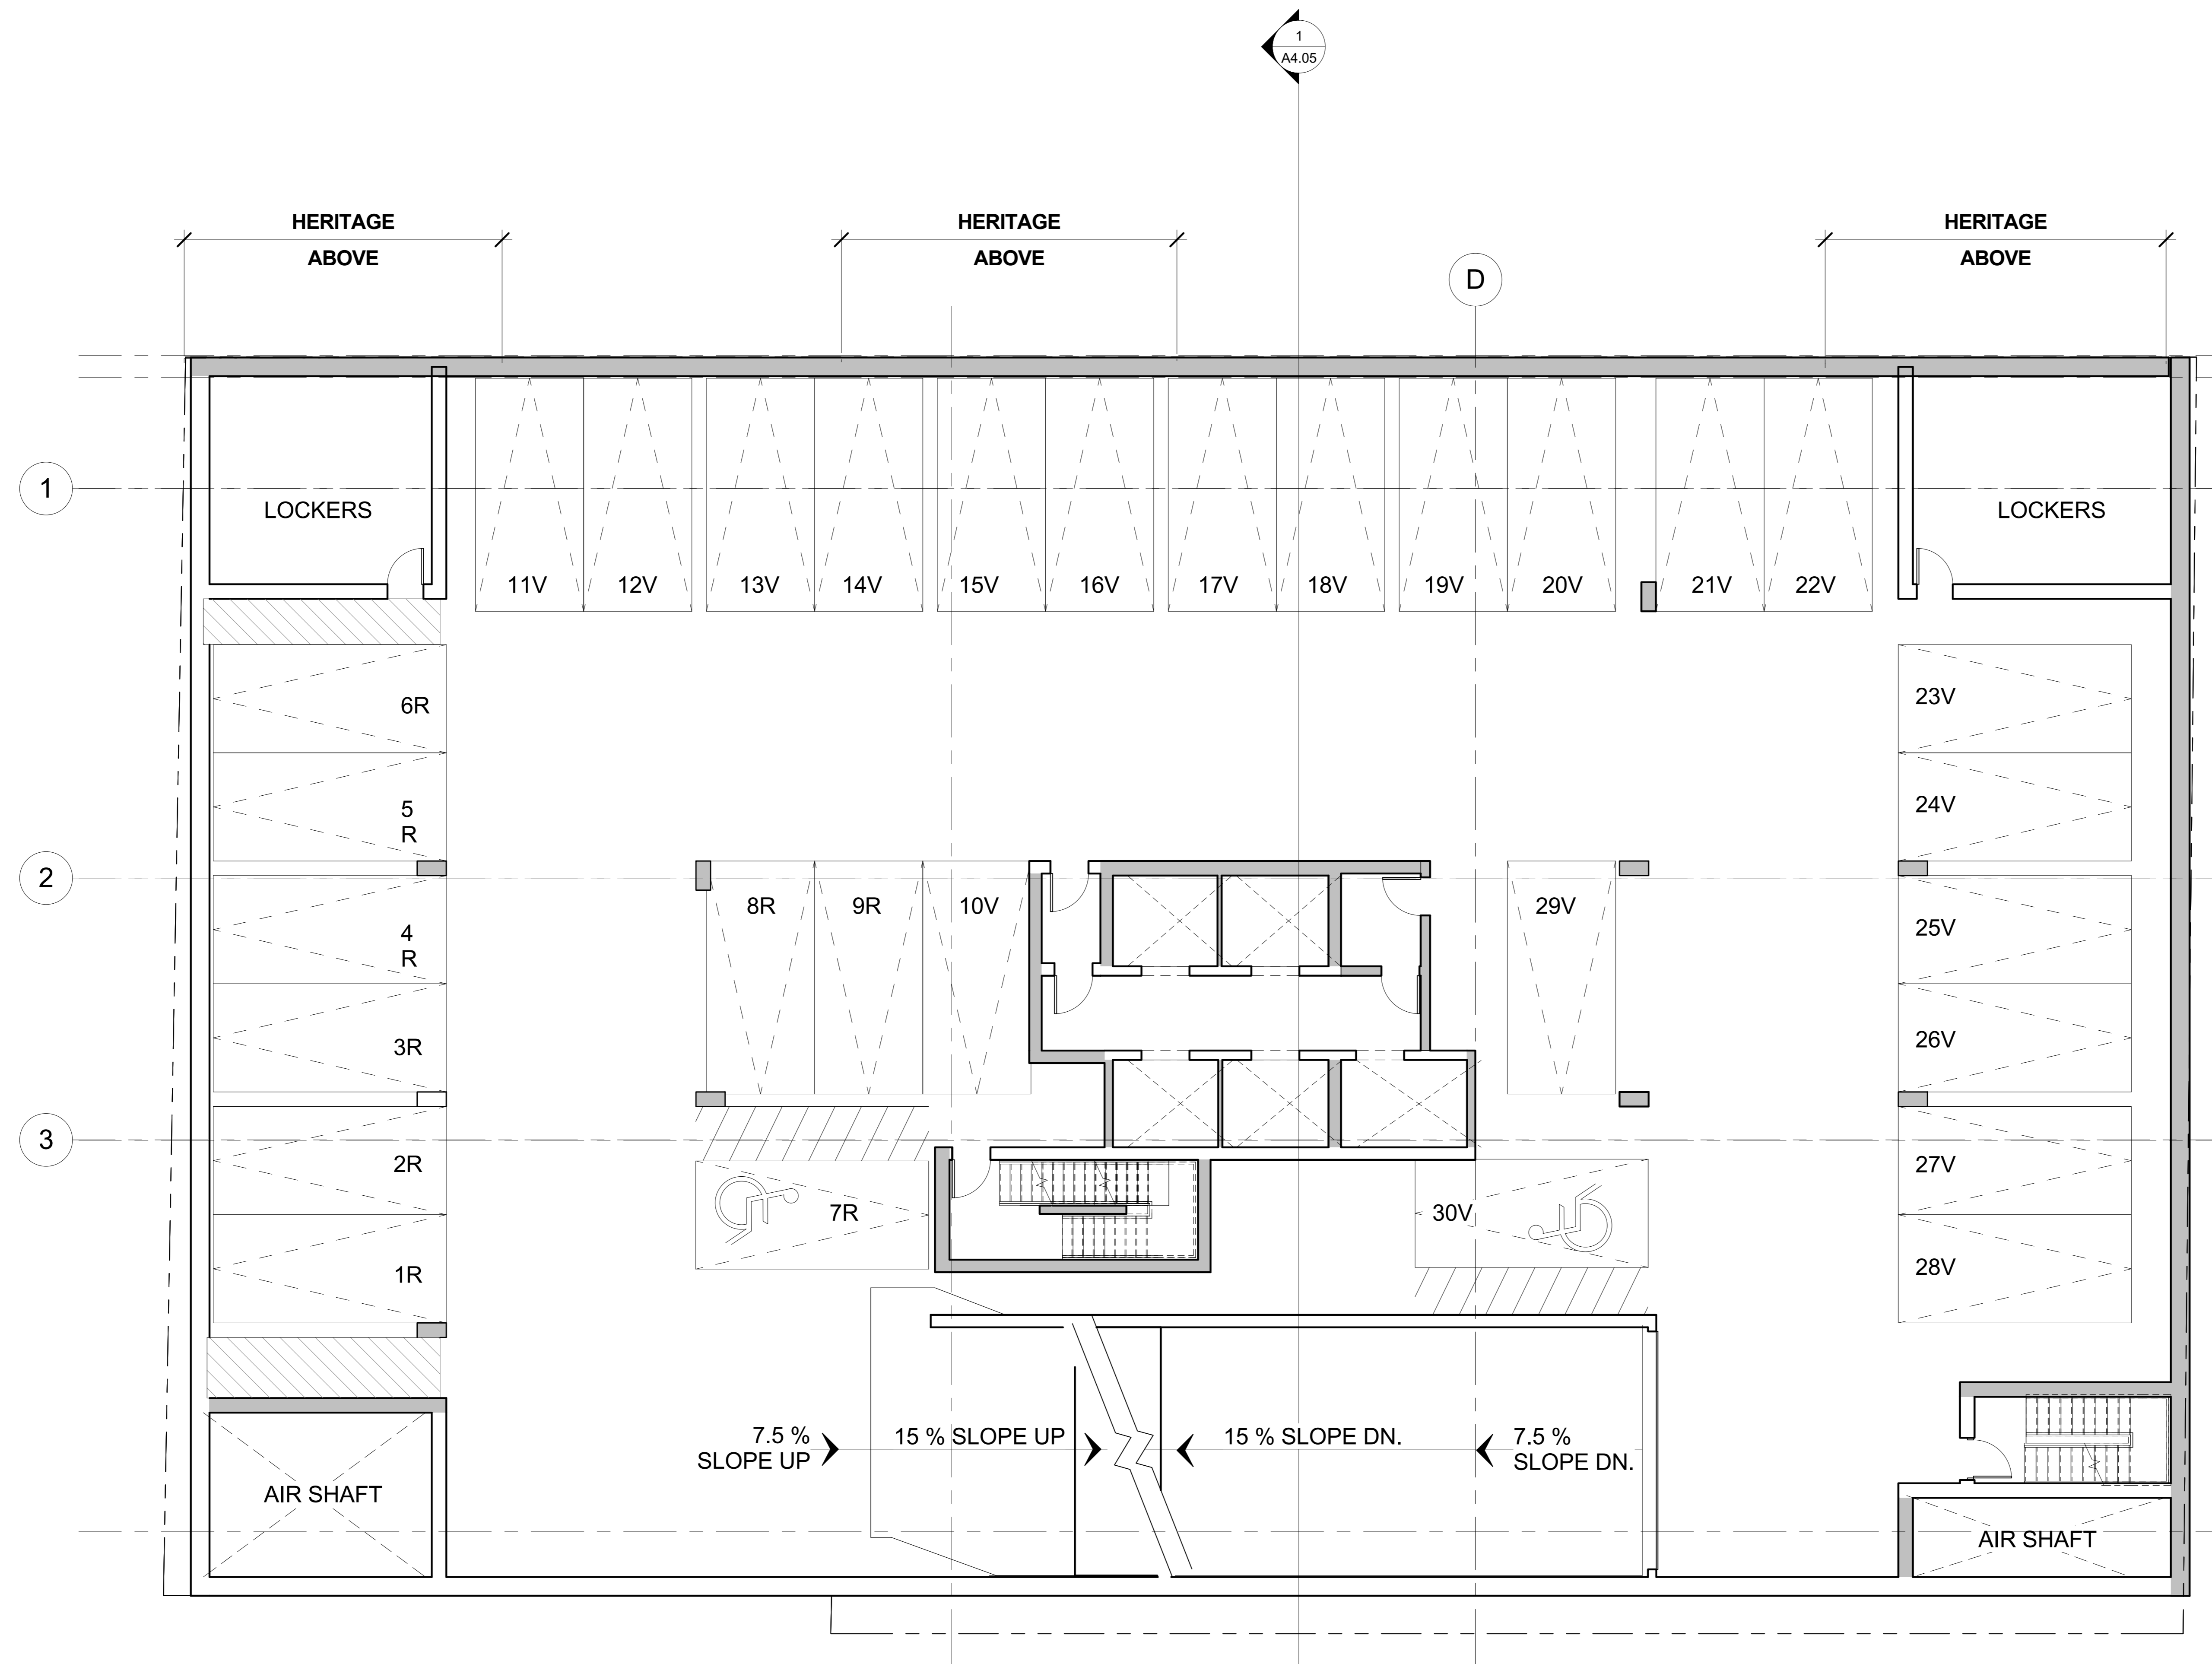 1
A4.05
HERITAGE
ABOVE
HERITAGE
ABOVE
HERITAGE
ABOVE
D
1
LOCKERS
LOCKERS
11V
12V
13V
14V
15V
16V
17V
18V
19V
20V
21V
22V
6R
23V
5
R
24V
2
8R
9R
10V
29V
4
R
25V
3R
26V
3
2R
27V
7R
30V
1R
28V
7.5 %
SLOPE UP
15 % SLOPE UP
15 % SLOPE DN.
7.5 %
SLOPE DN.
AIR SHAFT
AIR SHAFT